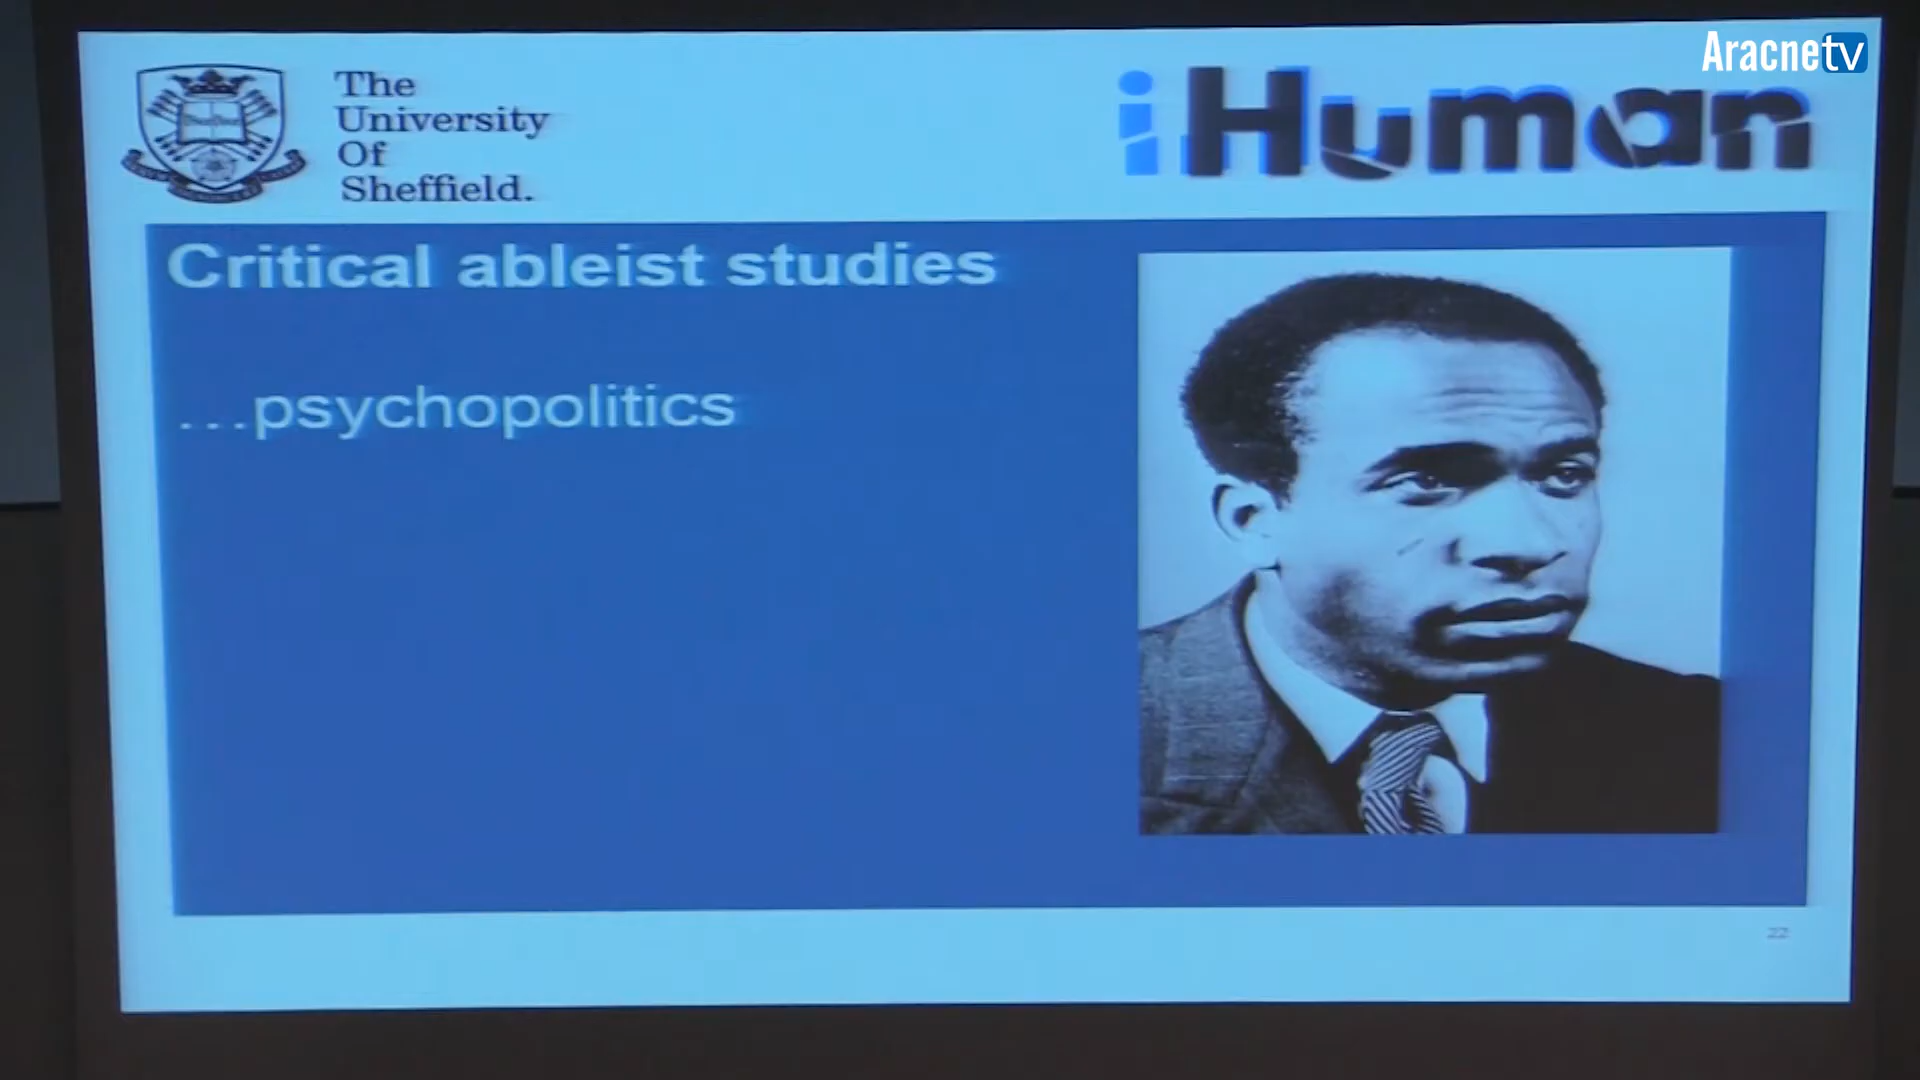 Aracnetv
The
University
Of
Sheffield.
iHuman
Critical ableist studies
...psychopolitics
22